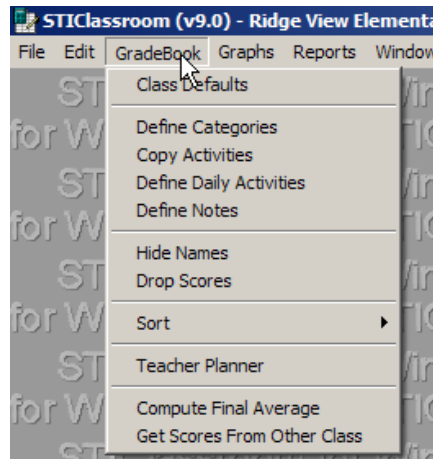 STIClassroom (v9.0) - Ridge View Elementa
File Edit GradeBook Graphs Reports Window
Class Defaults
Define Categories
Copy Activities
Define Daily Activities
Define Notes
Hide Names
Drop Scores
Sort
Teacher Planner
Compute Final Average
Get Scores From Other Class